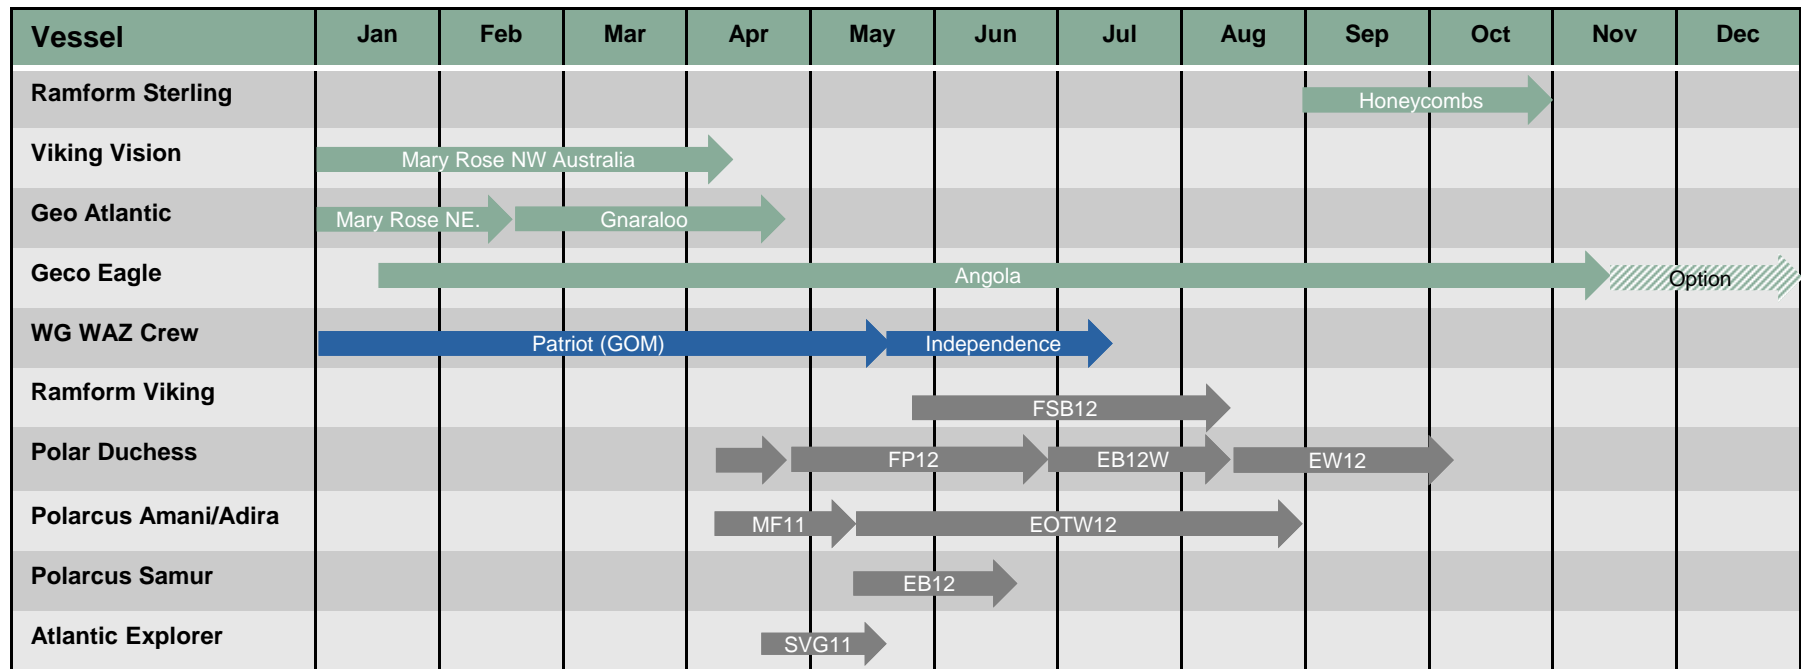 Vessel Jan Feb Mar Apr May Jun Jul Aug Sep Oct Nov Dec
Ramform Sterling Honeycombs
Viking Vision Mary Rose NW Australia
Geo Atlantic Mary Rose NE. Gnaraloo
Geco Eagle Angola Option
WG WAZ Crew Patriot (GOM) Independence
Ramform Viking FSB12
Polar Duchess FP12 EB12W EW12
Polarcus Amani/Adira MF11 EOTW12
Polarcus Samur EB12
Atlantic Explorer SVG11